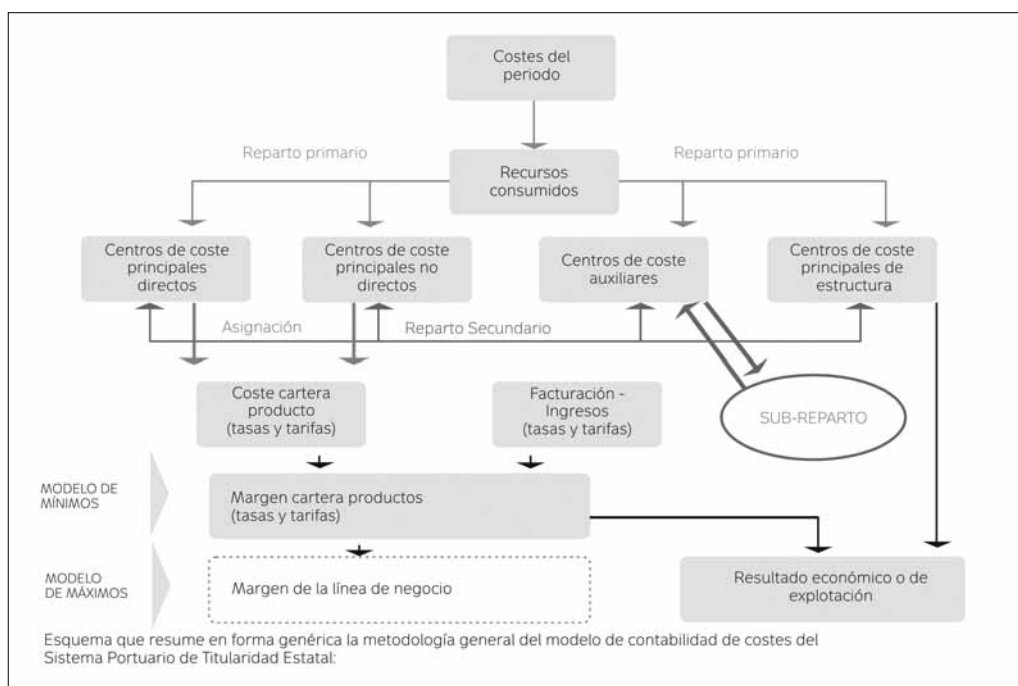 Costes del
periodo
Reparto primario
Reparto primario
Recursos
consumidos
Centros de coste
principales
directos
Centros de coste
principales no
directos
Centros de coste
auxiliares
Centros de coste
principales de
estructura
Asignación
Reparto Secundario
Coste cartera
producto
(tasas y tarifas)
Facturación -
Ingresos
(tasas y tarifas)
SUB-REPARTO
MODELO DE
MÍNIMOS
Margen cartera productos
(tasas y tarifas)
MODELO
DE MÁXIMOS
Margen de la línea de negocio
Resultado económico o de
explotación
Esquema que resume en forma genérica la metodología general del modelo de contabilidad de costes del
Sistema Portuario de Titularidad Estatal: